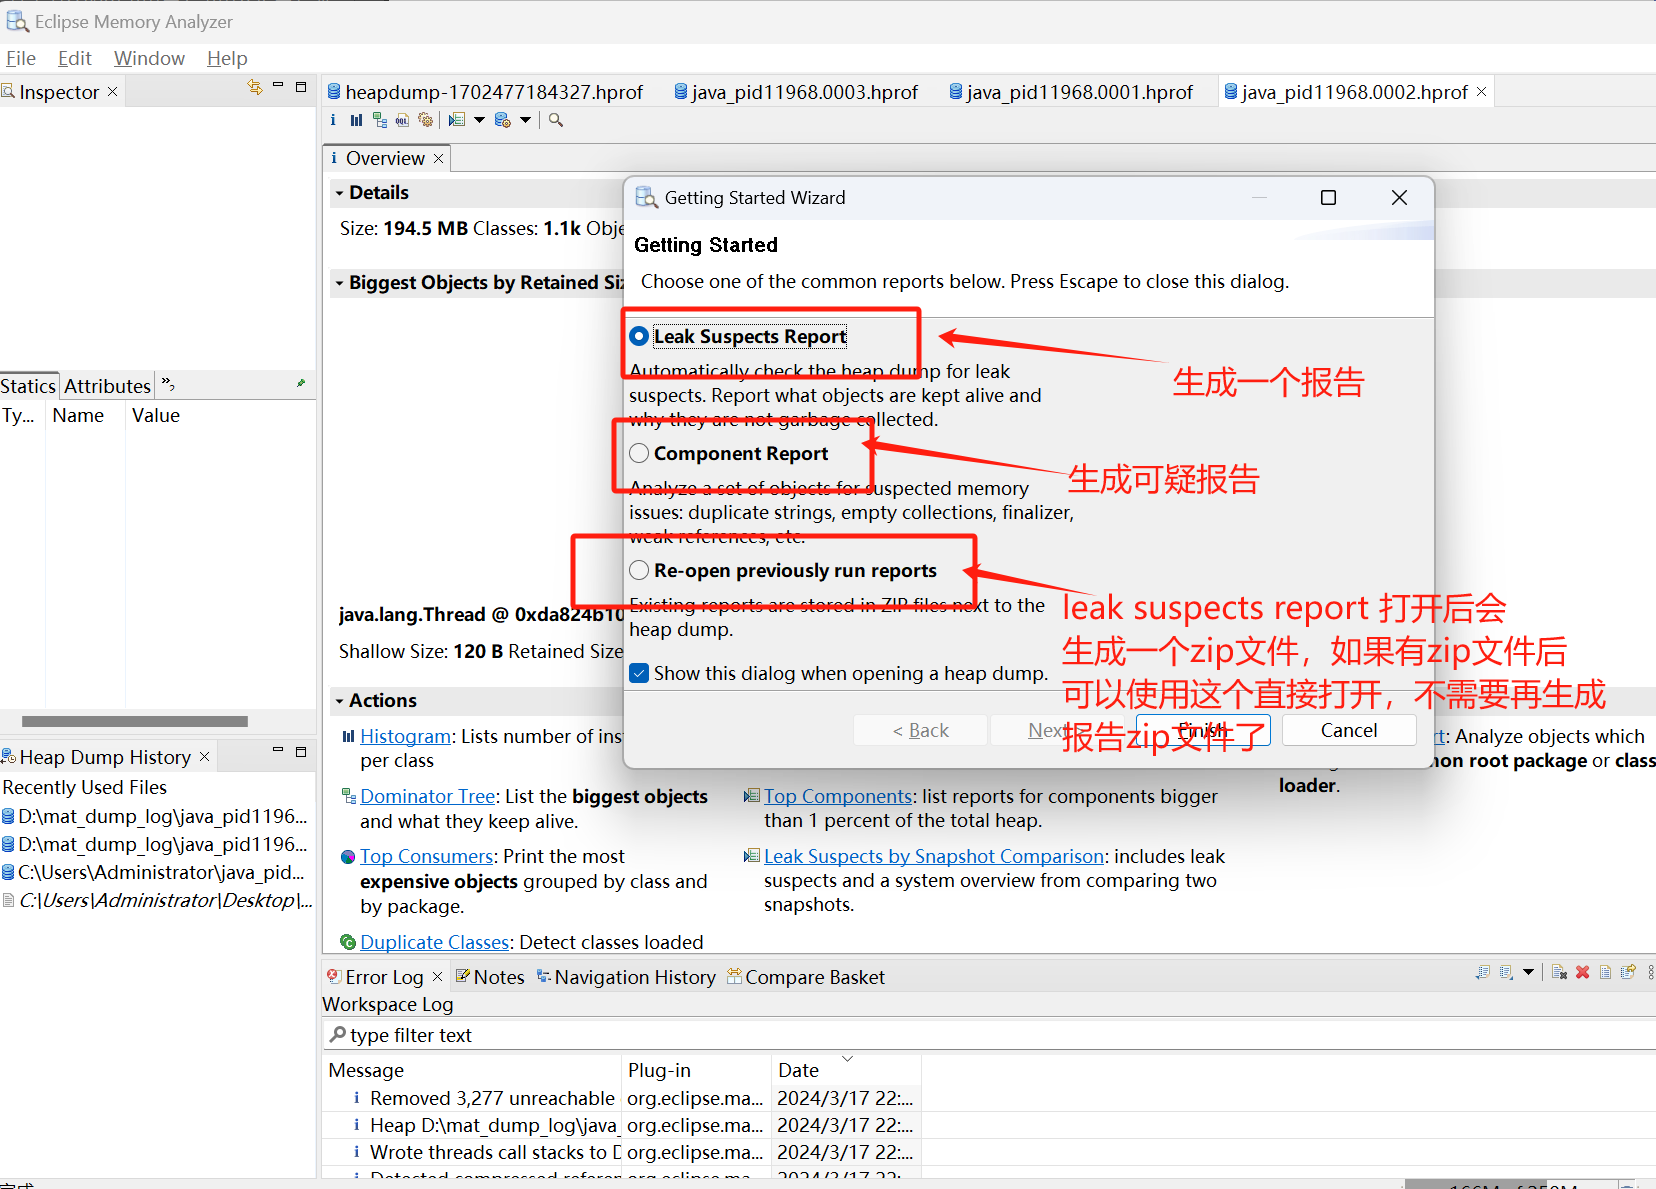 Eclipse Memory Analyzer
File Edit Window Help
Inspector
heapdump-1702477184327.hprof java_pid11968.0003.hprof java_pid11968.0001.hprof java_pid11968.0002.hprof
Overview
Details
Size: 194.5 MB Classes: 1.1k
Biggest Objects by Retained
Statics Attributes
Ty... Name Value
java.lang.Thread @ 0xda824b10
Shallow Size: 120 B Retained Size
Actions
Histogram: Lists number of
per class
Dominator Tree: List the biggest objects
and what they keep alive.
Top Consumers: Print the most
expensive objects grouped by class and
by package.
Duplicate Classes: Detect classes loaded
Top Components: list reports for components bigger
than 1 percent of the total heap.
Leak Suspects by Snapshot Comparison: includes leak
suspects and a system overview from comparing two
snapshots.
: Analyze objects which
root package or class
loader.
Getting Started Wizard
Getting Started
Choose one of the common reports below. Press Escape to close this dialog.
Leak Suspects Report
Automatically check the heap dump for leak
suspects. Report what objects are kept alive and
why they are not garbage collected.
生成一个报告
Component Report
Analyze a set of objects for suspected memory
issues: duplicate strings, empty collections, finalizer,
weak references, etc.
生成可疑报告
Re-open previously run reports
Existing reports are stored in ZIP files next to the
heap dump.
leak suspects report 打开后会
生成一个zip文件，如果有zip文件后
可以使用这个直接打开，不需要再生成
报告zip文件了
Show this dialog when opening a heap dump.
< Back Next Finish Cancel
Heap Dump History
Recently Used Files
D:\mat_dump_log\java_pid1196...
D:\mat_dump_log\java_pid1196...
C:\Users\Administrator\java_pid...
C:\Users\Administrator\Desktop\...
Error Log Notes Navigation History Compare Basket
Workspace Log
type filter text
Message Plug-in Date
Removed 3,277 unreachable org.eclipse.ma... 2024/3/17 22:...
Heap D:\mat_dump_log\java_ org.eclipse.ma... 2024/3/17 22:...
Wrote threads call stacks to D org.eclipse.ma... 2024/3/17 22:...